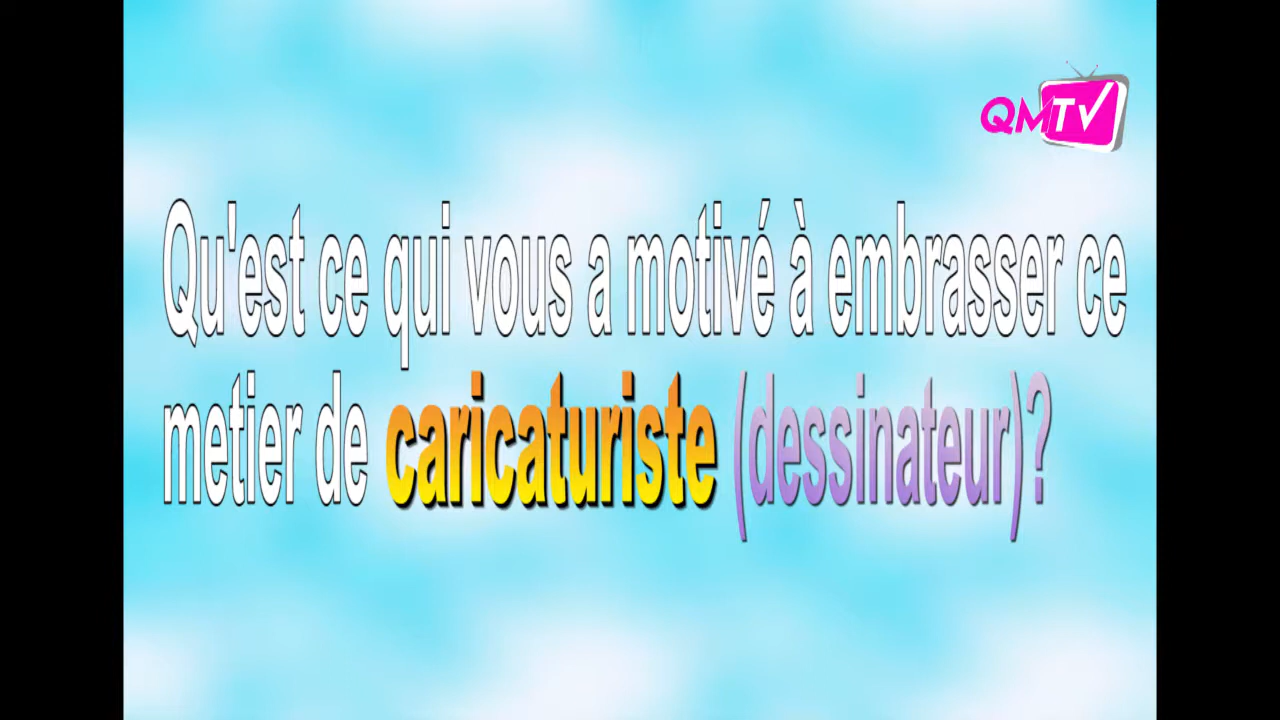 QMTV
Qu'est ce qui vous a motivé à embrasser ce
metier de caricaturiste (dessinateur)?